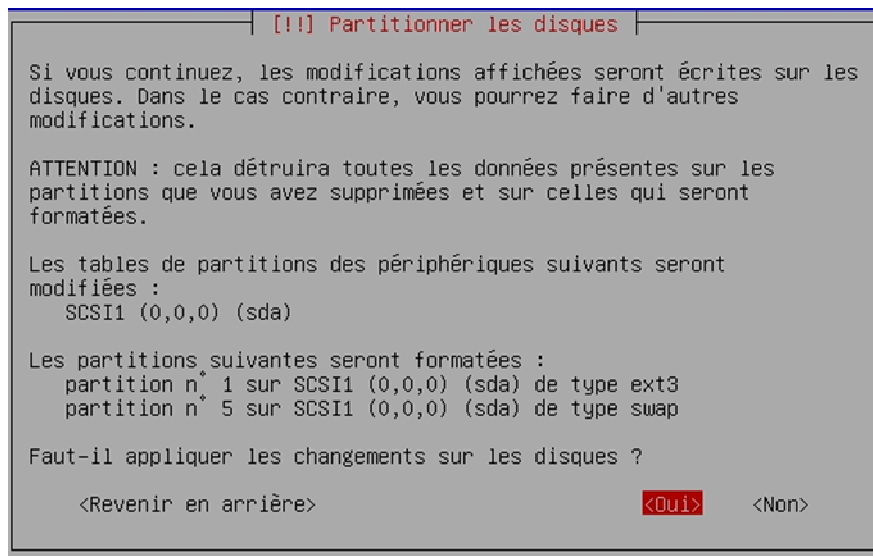 [!!] Partitionner les disques
Si vous continuez, les modifications affichées seront écrites sur les
disques. Dans le cas contraire, vous pourrez faire d'autres
modifications.
ATTENTION : cela détruira toutes les données présentes sur les
partitions que vous avez supprimées et sur celles qui seront
formatées.
Les tables de partitions des périphériques suivants seront
modifiées :
SCSI1 (0,0,0) (sda)
Les partitions suivantes seront formatées :
partition n° 1 sur SCSI1 (0,0,0) (sda) de type ext3
partition n° 5 sur SCSI1 (0,0,0) (sda) de type swap
Faut-il appliquer les changements sur les disques ?
<Revenir en arrière> <Oui> <Non>